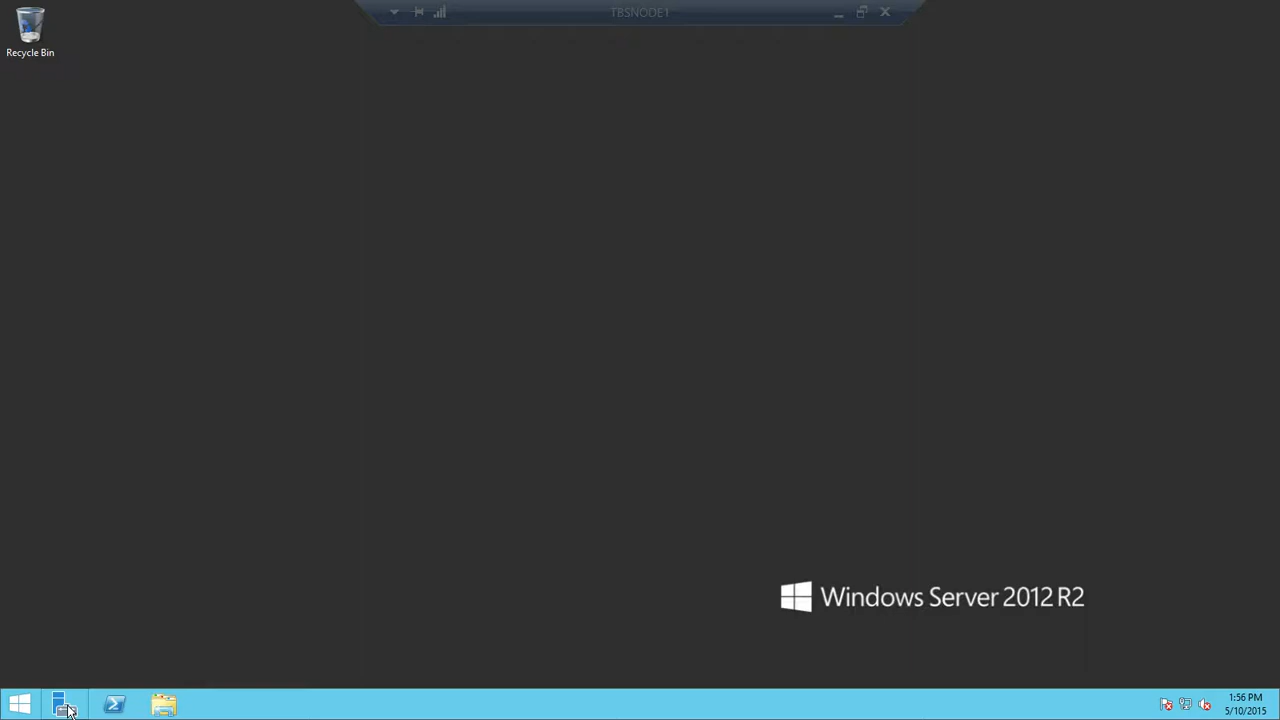 TBSNODE1
Recycle Bin
Windows Server 2012 R2
1:56 PM
5/10/2015